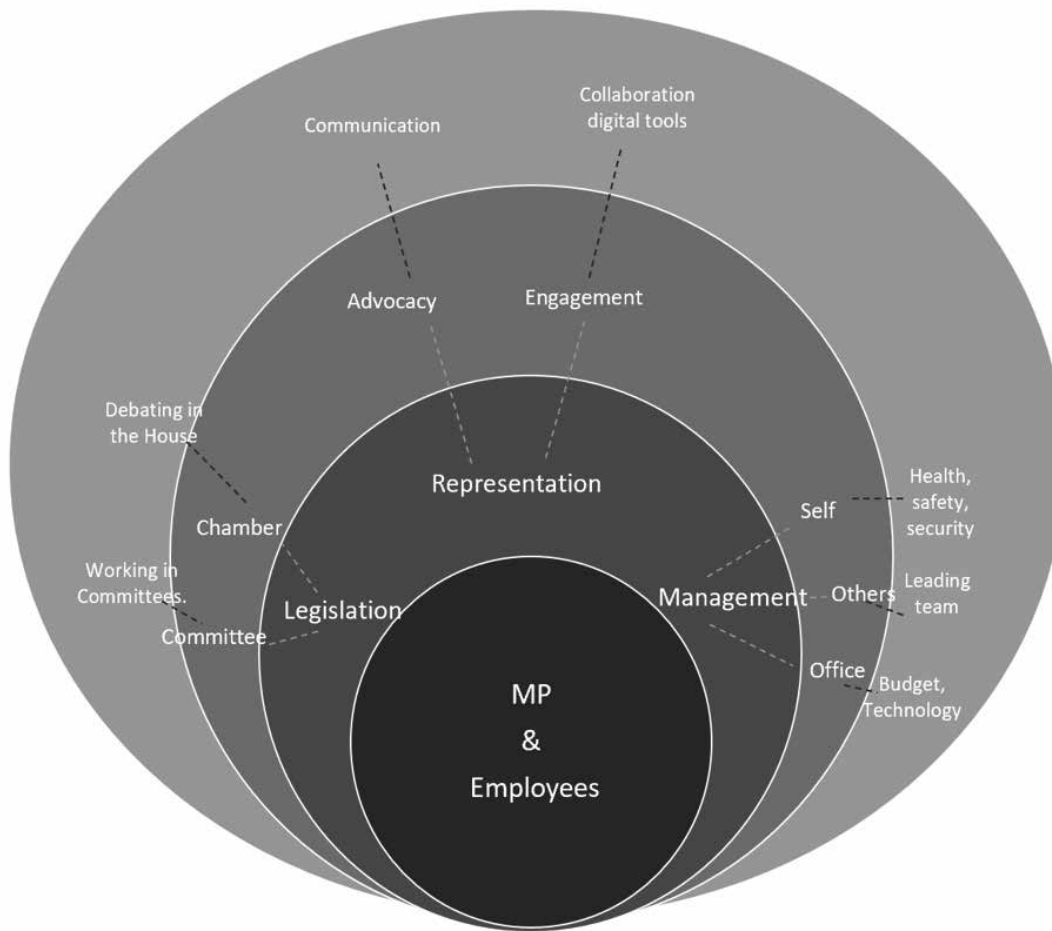 Collaboration
digital tools
Communication
Advocacy
Engagement
Debating in
the House
Representation
Health,
safety,
security
Self
Chamber
Working in
Committees.
Legislation
Management
Others
Leading
team
Committee
Office
Budget,
Technology
MP
&
Employees